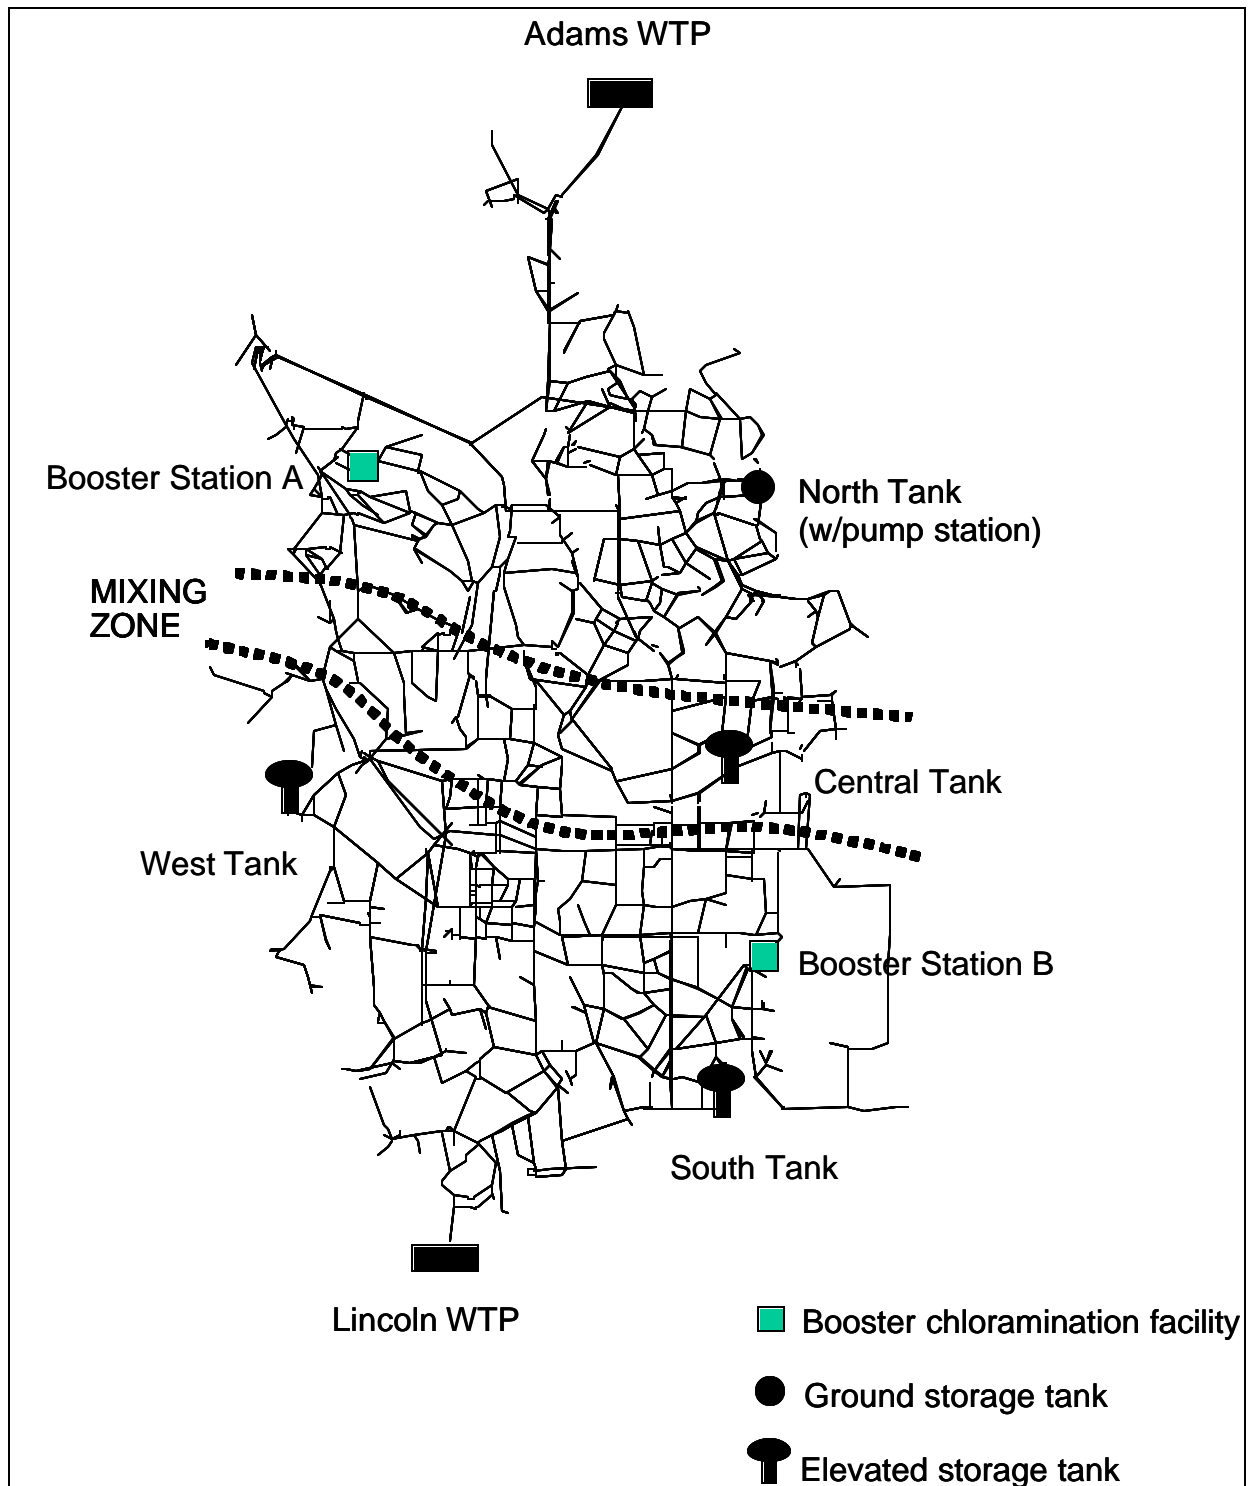 Adams WTP
Booster Station A
North Tank
(w/pump station)
MIXING
ZONE
Central Tank
West Tank
Booster Station B
South Tank
Lincoln WTP
Booster chloramination facility
Ground storage tank
Elevated storage tank